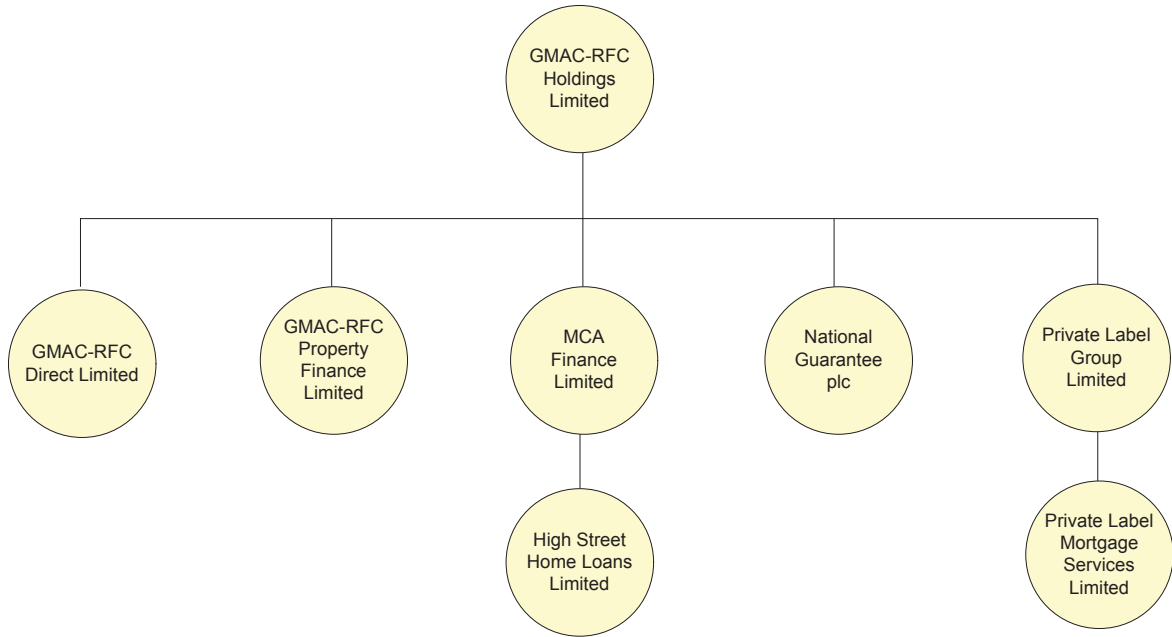 GMAC-RFC
Holdings
Limited
GMAC-RFC
Direct Limited
GMAC-RFC
Property
Finance
Limited
MCA
Finance
Limited
National
Guarantee
plc
Private Label
Group
Limited
High Street
Home Loans
Limited
Private Label
Mortgage
Services
Limited